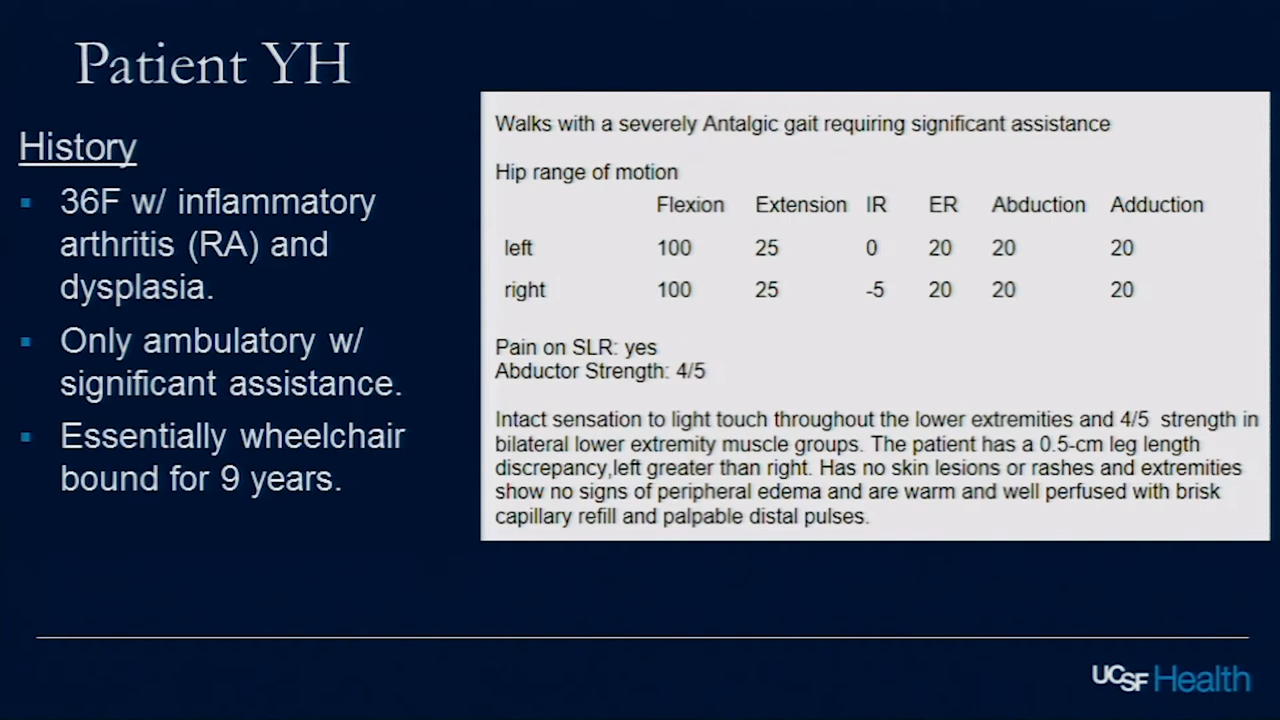 Patient YH
History
▪ 36F w/ inflammatory
arthritis (RA) and
dysplasia.
▪ Only ambulatory w/
significant assistance.
▪ Essentially wheelchair
bound for 9 years.
Walks with a severely Antalgic gait requiring significant assistance
Hip range of motion
Flexion Extension IR ER Abduction Adduction
left 100 25 0 20 20 20
right 100 25 -5 20 20 20
Pain on SLR: yes
Abductor Strength: 4/5
Intact sensation to light touch throughout the lower extremities and 4/5 strength in
bilateral lower extremity muscle groups. The patient has a 0.5-cm leg length
discrepancy,left greater than right. Has no skin lesions or rashes and extremities
show no signs of peripheral edema and are warm and well perfused with brisk
capillary refill and palpable distal pulses.
UCSF Health